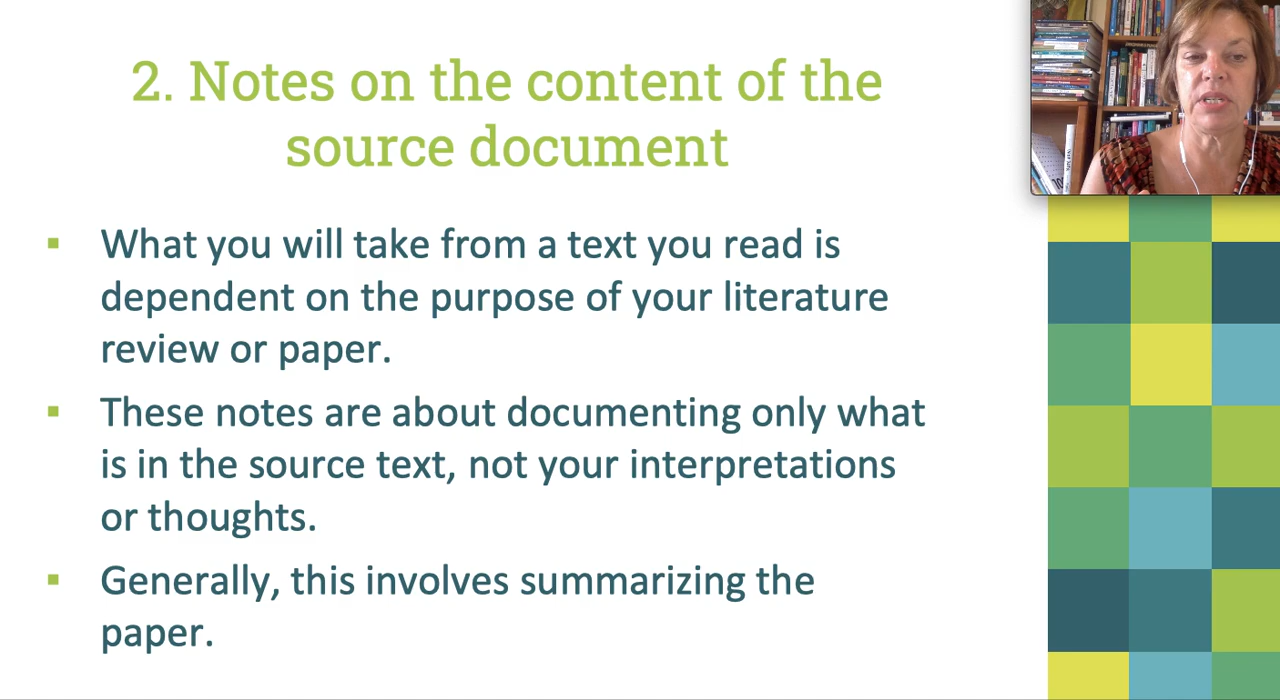 2. Notes on the content of the
source document
▪ What you will take from a text you read is
dependent on the purpose of your literature
review or paper.
▪ These notes are about documenting only what
is in the source text, not your interpretations
or thoughts.
▪ Generally, this involves summarizing the
paper.